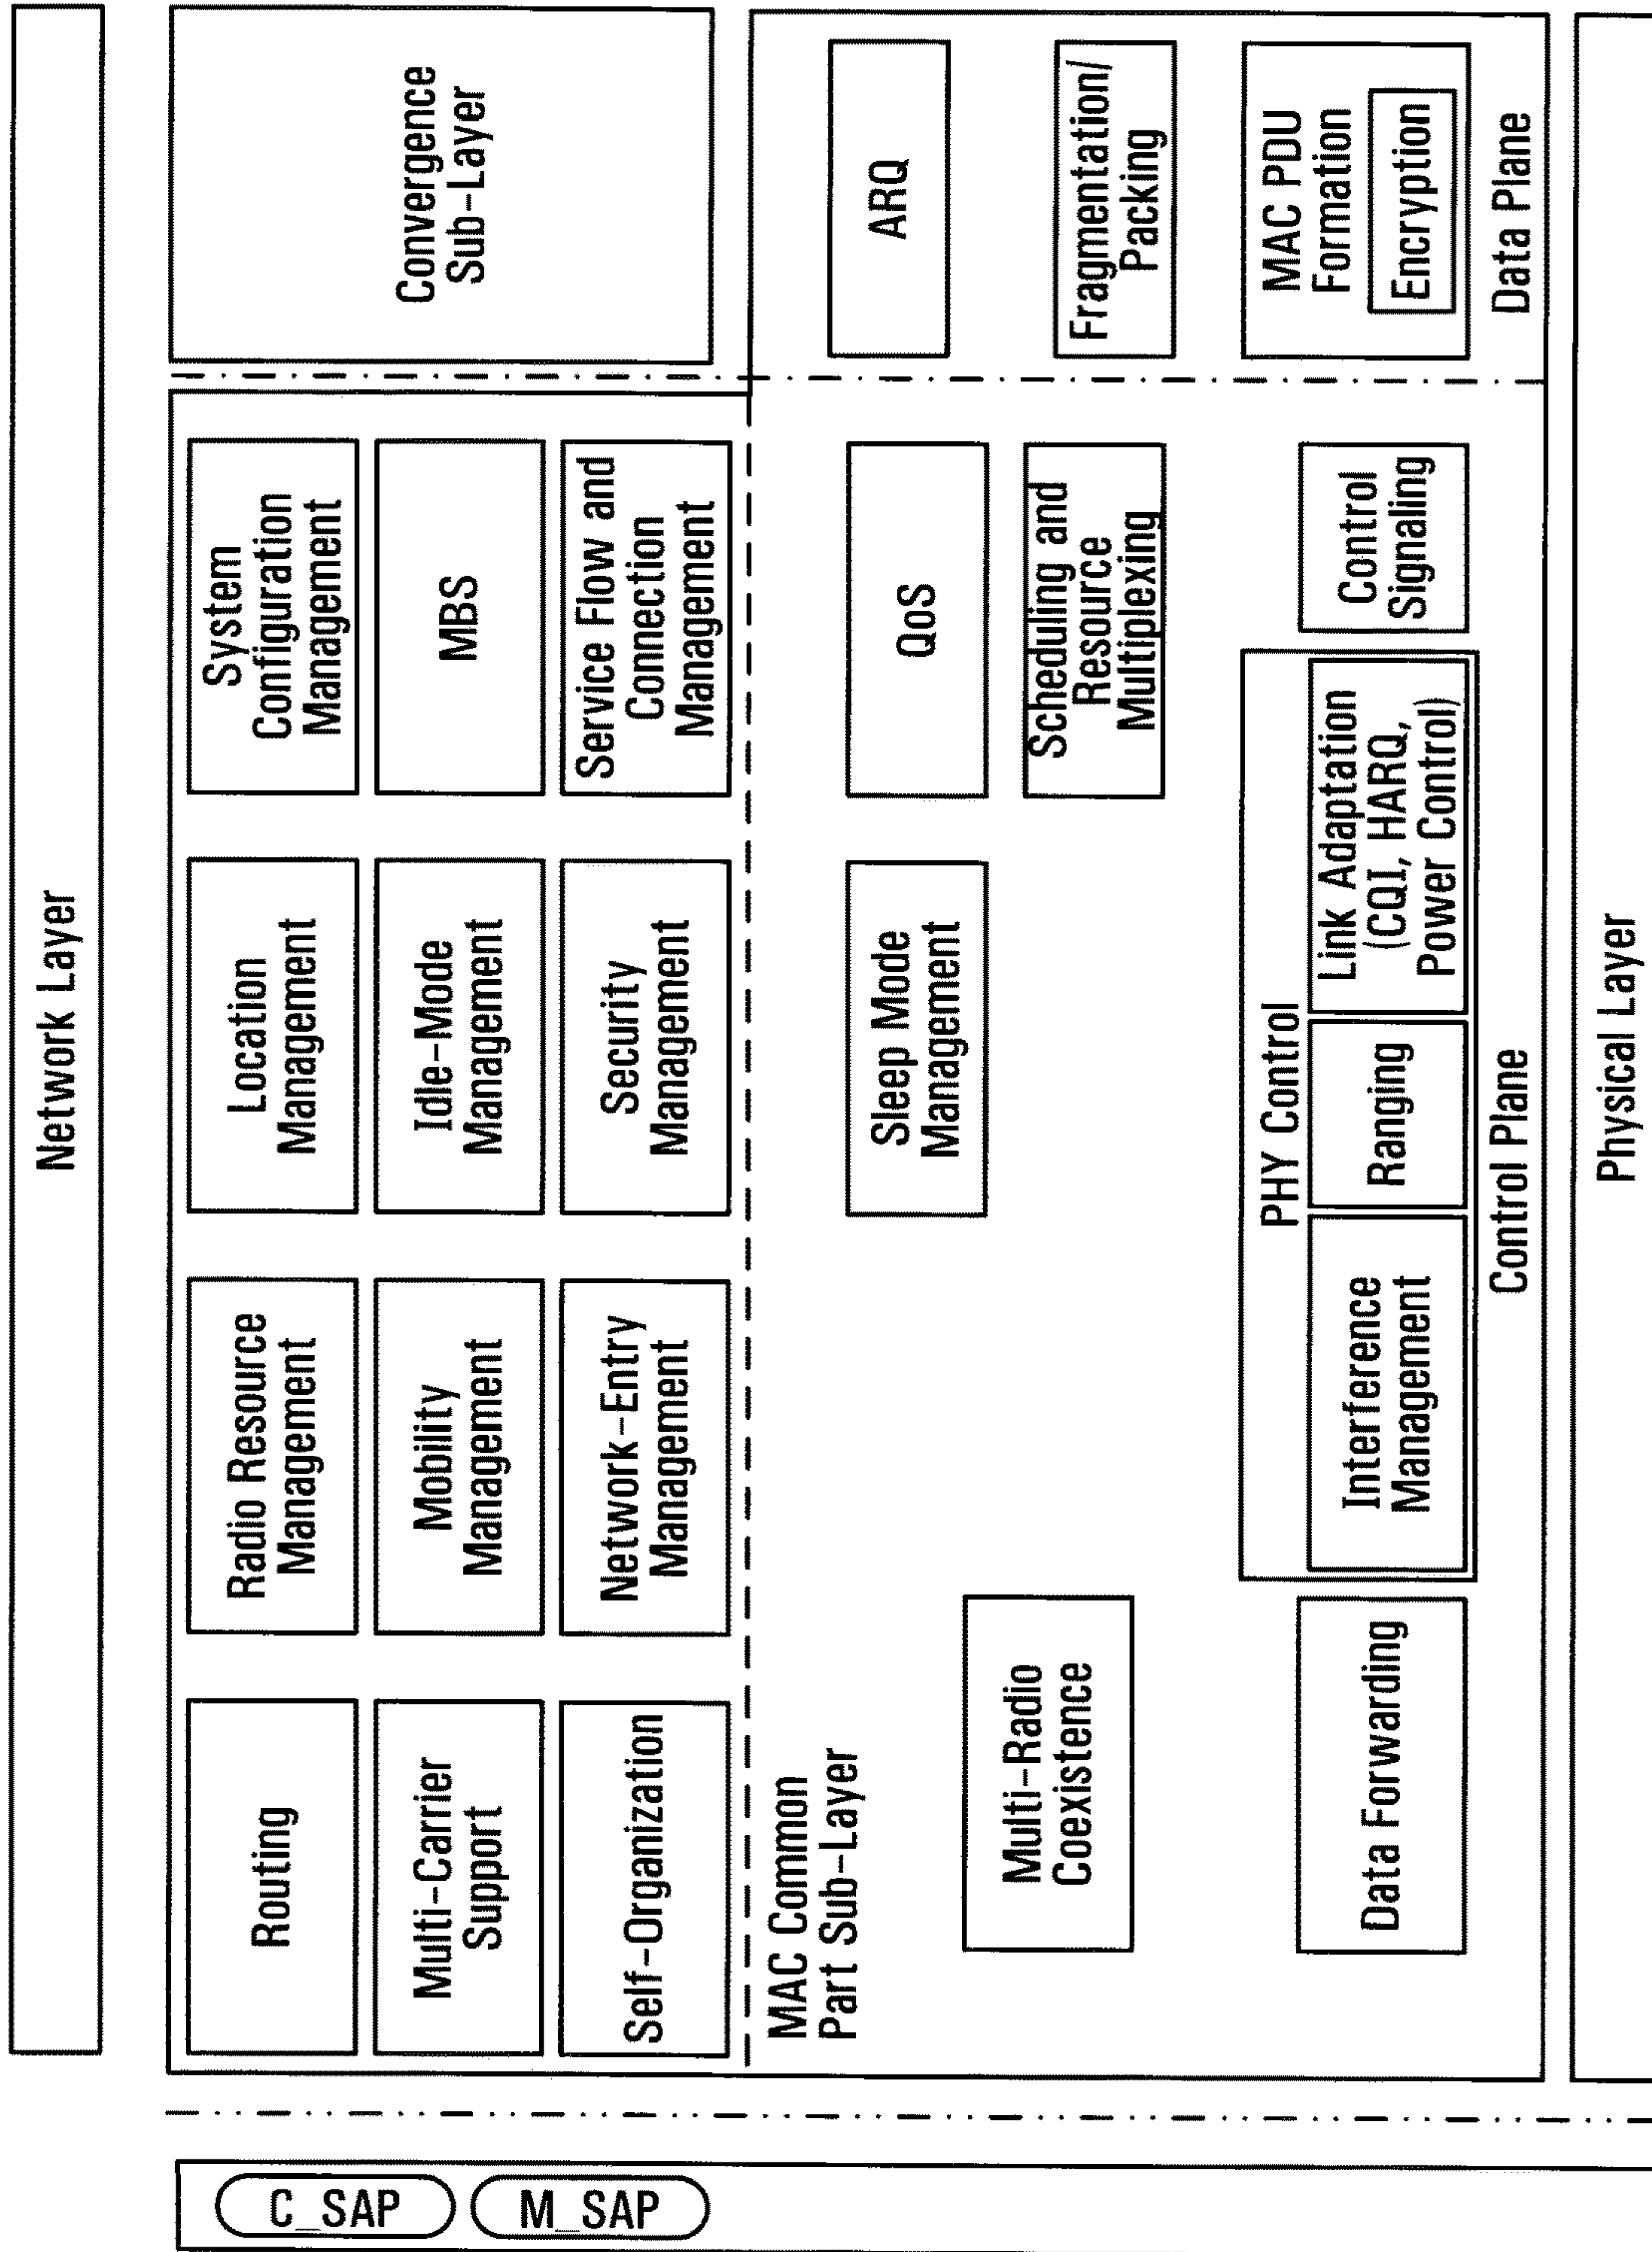 Network Layer
C_SAP
M_SAP
Routing
Radio Resource
Management
Location
Management
System
Configuration
Management
Convergence
Sub-Layer
Multi-Carrier
Support
Mobility
Management
Idle-Mode
Management
MBS
Self-Organization
Network-Entry
Management
Security
Management
Service Flow and
Connection
Management
MAC Common
Part Sub-Layer
Multi-Radio
Coexistence
Sleep Mode
Management
QoS
Scheduling and
Resource
Multiplexing
ARQ
Fragmentation/
Packing
Data Forwarding
PHY Control
Interference
Management
Ranging
Link Adaptation
(CQI, HARQ,
Power Control)
Control
Signaling
MAC PDU
Formation
Encryption
Control Plane
Data Plane
Physical Layer